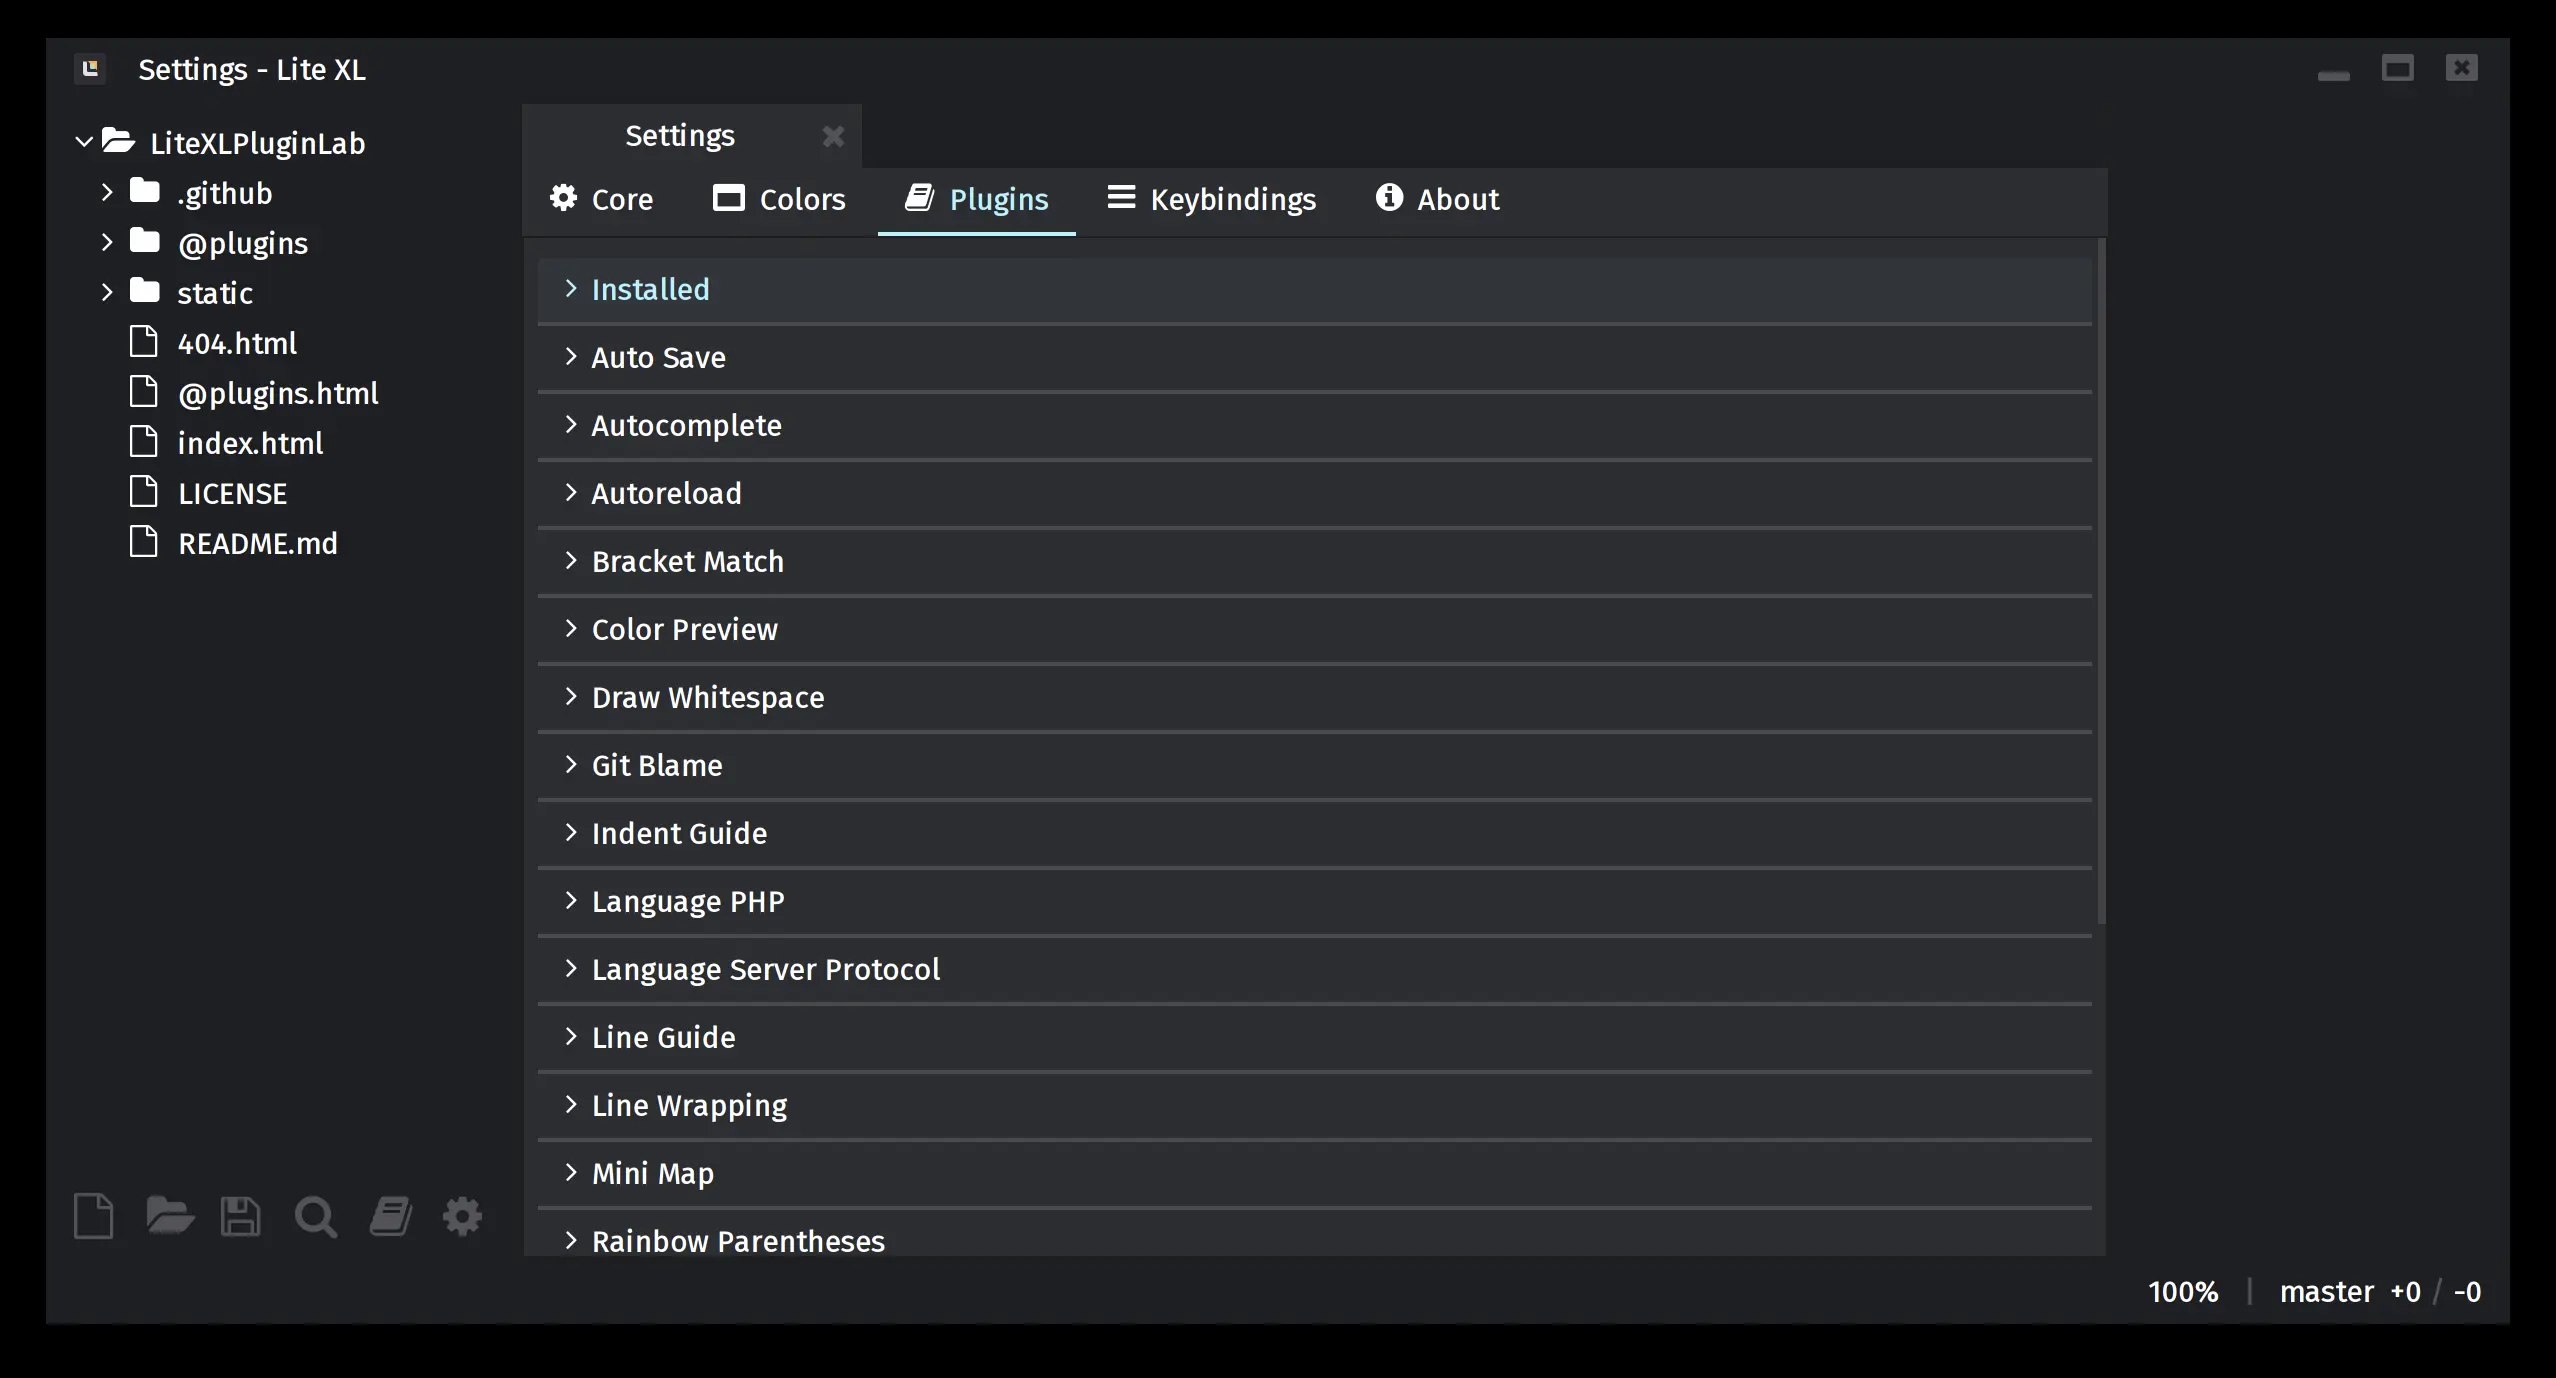 Settings - Lite XL
LiteXLPluginLab
.github
@plugins
static
404.html
@plugins.html
index.html
LICENSE
README.md
Settings
Core
Colors
Plugins
Keybindings
About
Installed
Auto Save
Autocomplete
Autoreload
Bracket Match
Color Preview
Draw Whitespace
Git Blame
Indent Guide
Language PHP
Language Server Protocol
Line Guide
Line Wrapping
Mini Map
Rainbow Parentheses
100% | master +0 / -0